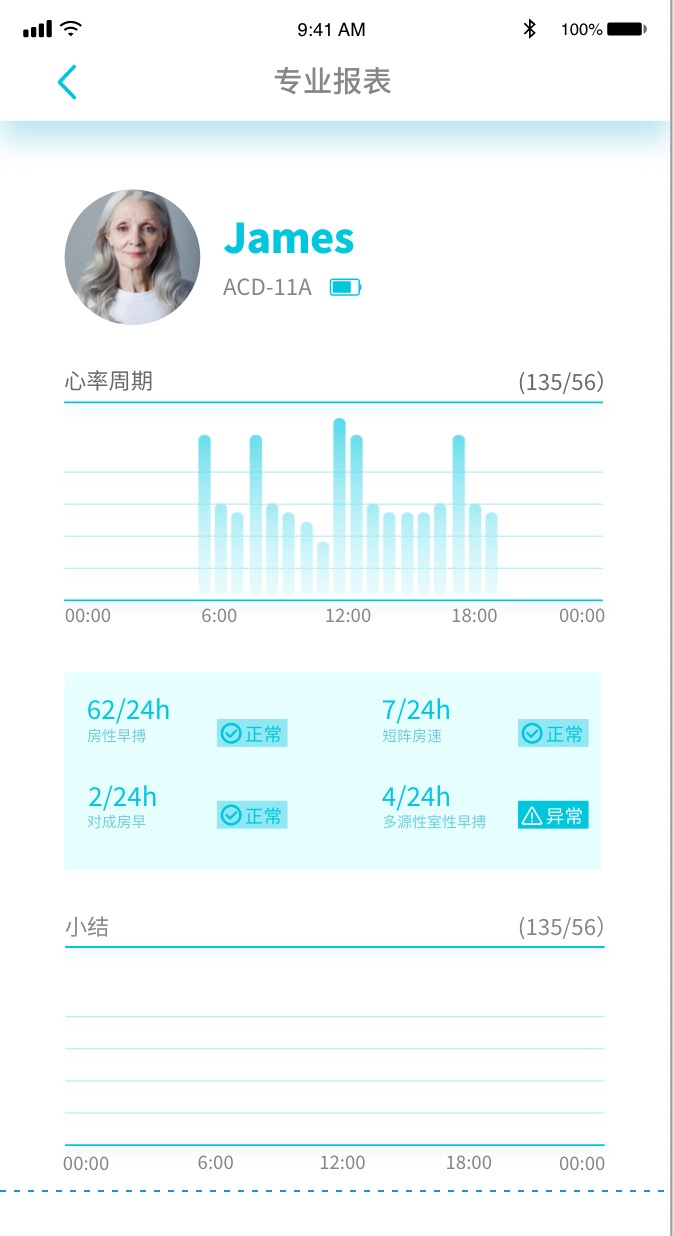 9:41 AM 100%
专业报表
James
ACD-11A
心率周期 (135/56)
00:00 6:00 12:00 18:00 00:00
62/24h 7/24h
房性早搏 正常 短阵房速 正常
2/24h 4/24h
对成房早 正常 多源性室性早搏 异常
小结 (135/56)
00:00 6:00 12:00 18:00 00:00